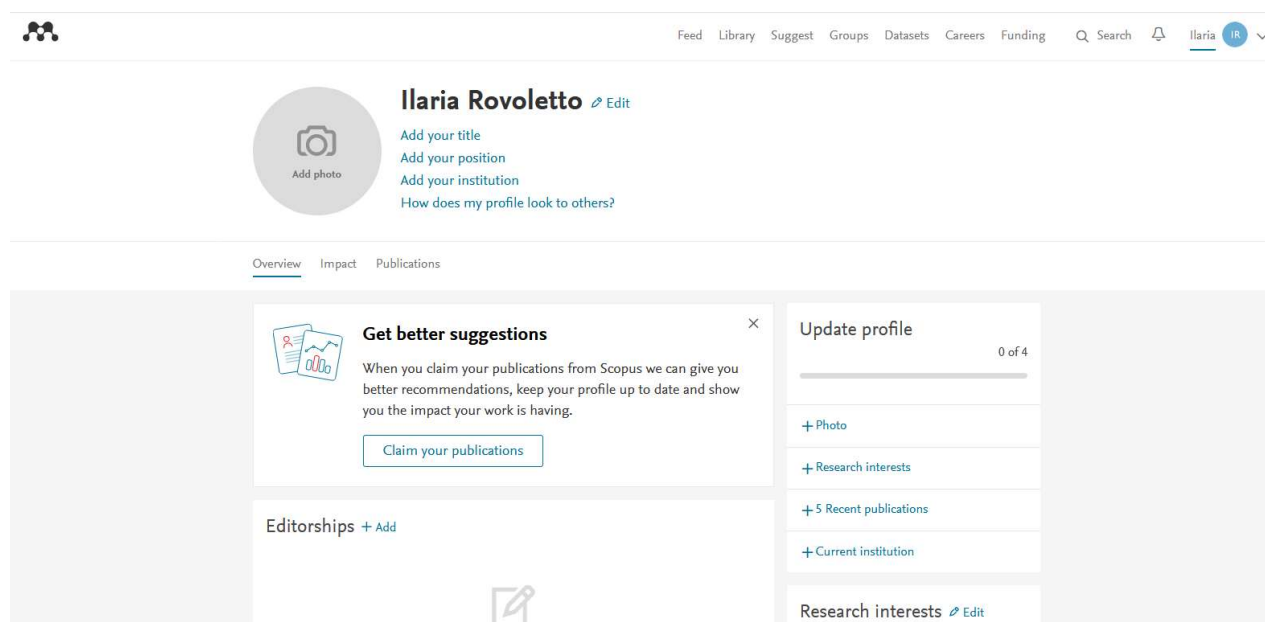 Feed Library Suggest Groups Datasets Careers Funding Search Ilaria IR
Ilaria Rovoletto Edit
Add your title
Add your position
Add your institution
How does my profile look to others?
Add photo
Overview Impact Publications
Get better suggestions
When you claim your publications from Scopus we can give you
better recommendations, keep your profile up to date and show
you the impact your work is having.
Claim your publications
Editorships + Add
Update profile
0 of 4
+ Photo
+ Research interests
+ 5 Recent publications
+ Current institution
Research interests Edit